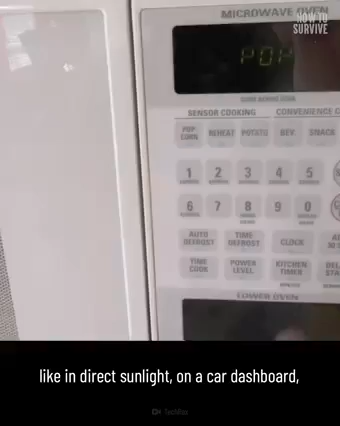 MICROWAVE OVEN
HOW TO
SURVIVE
POP
SENSOR COOKING
POP
CORN
REHEAT
POTATO
BEV.
SNACK
1 2 3 4 5
6 7 8 9 0
AUTO
DEFROST
TIME
DEFROST
CLOCK
TIME
COOK
POWER
LEVEL
KITCHEN
TIMER
LOWER OVEN
like in direct sunlight, on a car dashboard,